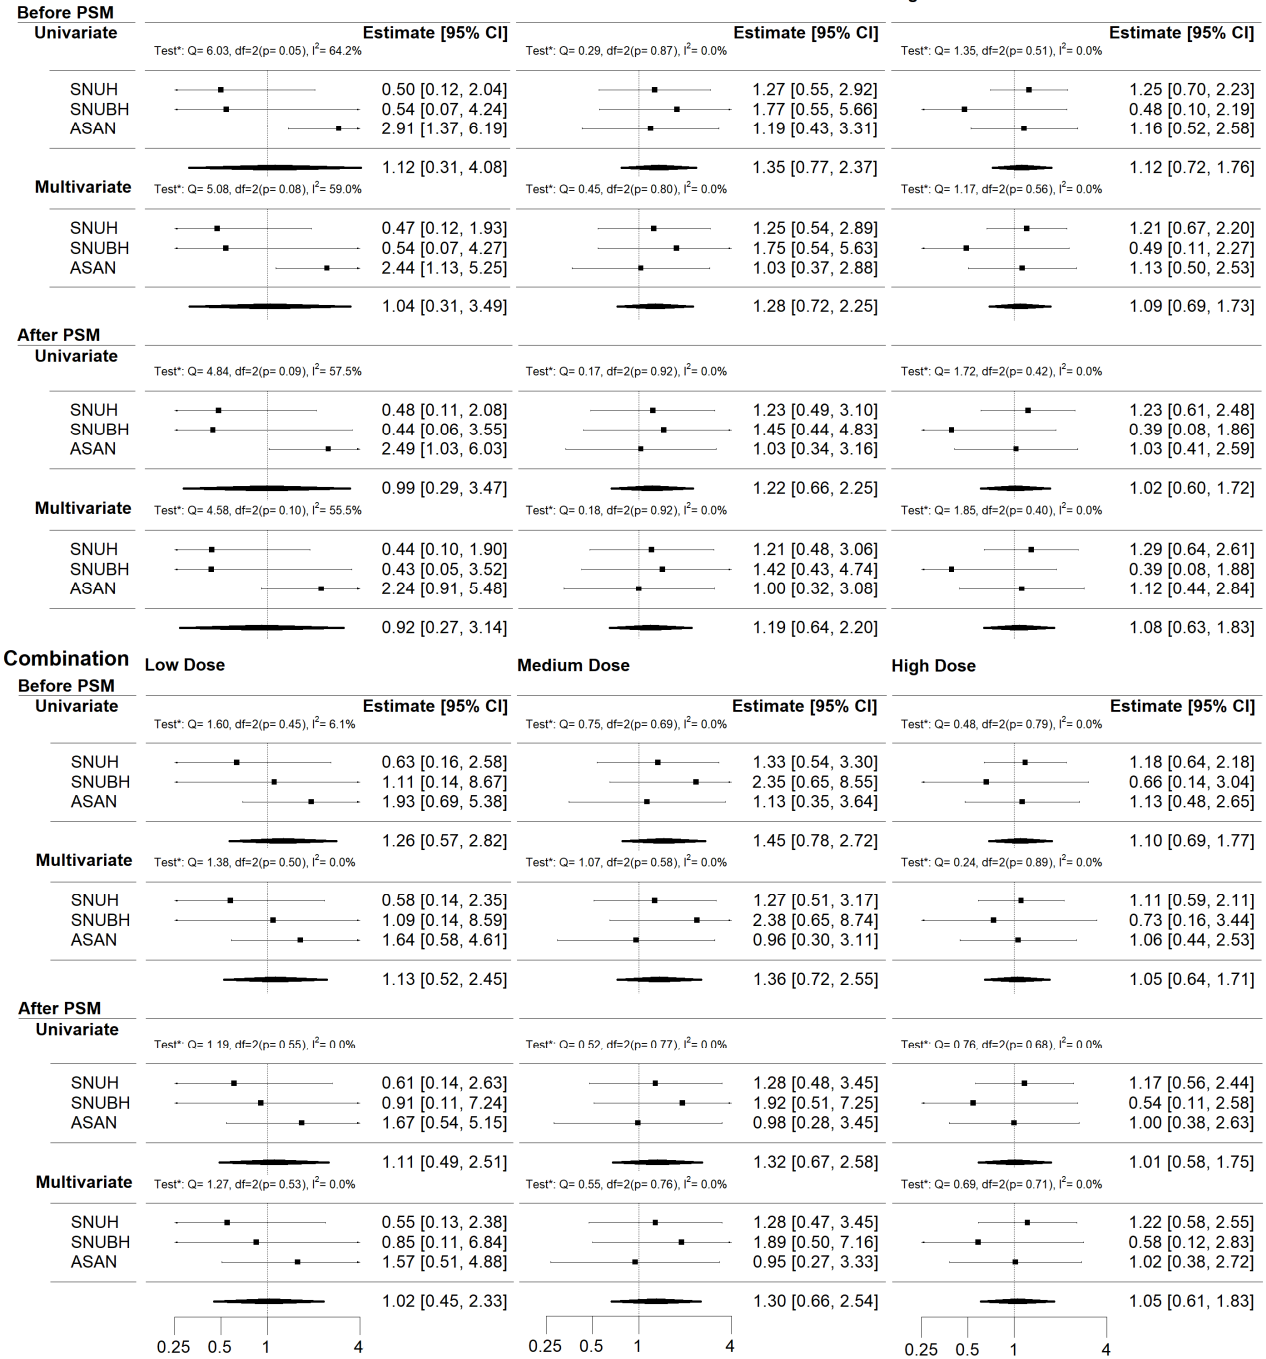 Before PSM
Univariate Estimate [95% CI] Estimate [95% CI] Estimate [95% CI]
Test*: Q= 6.03, df=2(p= 0.05), I²= 64.2% Test*: Q= 0.29, df=2(p= 0.87), I²= 0.0% Test*: Q= 1.35, df=2(p= 0.51), I²= 0.0%
SNUH 0.50 [0.12, 2.04] 1.27 [0.55, 2.92] 1.25 [0.70, 2.23]
SNUBH 0.54 [0.07, 4.24] 1.77 [0.55, 5.66] 0.48 [0.10, 2.19]
ASAN 2.91 [1.37, 6.19] 1.19 [0.43, 3.31] 1.16 [0.52, 2.58]
1.12 [0.31, 4.08] 1.35 [0.77, 2.37] 1.12 [0.72, 1.76]
Multivariate Test*: Q= 5.08, df=2(p= 0.08), I²= 59.0% Test*: Q= 0.45, df=2(p= 0.80), I²= 0.0% Test*: Q= 1.17, df=2(p= 0.56), I²= 0.0%
SNUH 0.47 [0.12, 1.93] 1.25 [0.54, 2.89] 1.21 [0.67, 2.20]
SNUBH 0.54 [0.07, 4.27] 1.75 [0.54, 5.63] 0.49 [0.11, 2.27]
ASAN 2.44 [1.13, 5.25] 1.03 [0.37, 2.88] 1.13 [0.50, 2.53]
1.04 [0.31, 3.49] 1.28 [0.72, 2.25] 1.09 [0.69, 1.73]
After PSM
Univariate
Test*: Q= 4.84, df=2(p= 0.09), I²= 57.5% Test*: Q= 0.17, df=2(p= 0.92), I²= 0.0% Test*: Q= 1.72, df=2(p= 0.42), I²= 0.0%
SNUH 0.48 [0.11, 2.08] 1.23 [0.49, 3.10] 1.23 [0.61, 2.48]
SNUBH 0.44 [0.06, 3.55] 1.45 [0.44, 4.83] 0.39 [0.08, 1.86]
ASAN 2.49 [1.03, 6.03] 1.03 [0.34, 3.16] 1.03 [0.41, 2.59]
0.99 [0.29, 3.47] 1.22 [0.66, 2.25] 1.02 [0.60, 1.72]
Multivariate Test*: Q= 4.58, df=2(p= 0.10), I²= 55.5% Test*: Q= 0.18, df=2(p= 0.92), I²= 0.0% Test*: Q= 1.85, df=2(p= 0.40), I²= 0.0%
SNUH 0.44 [0.10, 1.90] 1.21 [0.48, 3.06] 1.29 [0.64, 2.61]
SNUBH 0.43 [0.05, 3.52] 1.42 [0.43, 4.74] 0.39 [0.08, 1.88]
ASAN 2.24 [0.91, 5.48] 1.00 [0.32, 3.08] 1.12 [0.44, 2.84]
0.92 [0.27, 3.14] 1.19 [0.64, 2.20] 1.08 [0.63, 1.83]
Combination Low Dose Medium Dose High Dose
Before PSM
Univariate Estimate [95% CI] Estimate [95% CI] Estimate [95% CI]
Test*: Q= 1.60, df=2(p= 0.45), I²= 6.1% Test*: Q= 0.75, df=2(p= 0.69), I²= 0.0% Test*: Q= 0.48, df=2(p= 0.79), I²= 0.0%
SNUH 0.63 [0.16, 2.58] 1.33 [0.54, 3.30] 1.18 [0.64, 2.18]
SNUBH 1.11 [0.14, 8.67] 2.35 [0.65, 8.55] 0.66 [0.14, 3.04]
ASAN 1.93 [0.69, 5.38] 1.13 [0.35, 3.64] 1.13 [0.48, 2.65]
1.26 [0.57, 2.82] 1.45 [0.78, 2.72] 1.10 [0.69, 1.77]
Multivariate Test*: Q= 1.38, df=2(p= 0.50), I²= 0.0% Test*: Q= 1.07, df=2(p= 0.58), I²= 0.0% Test*: Q= 0.24, df=2(p= 0.89), I²= 0.0%
SNUH 0.58 [0.14, 2.35] 1.27 [0.51, 3.17] 1.11 [0.59, 2.11]
SNUBH 1.09 [0.14, 8.59] 2.38 [0.65, 8.74] 0.73 [0.16, 3.44]
ASAN 1.64 [0.58, 4.61] 0.96 [0.30, 3.11] 1.06 [0.44, 2.53]
1.13 [0.52, 2.45] 1.36 [0.72, 2.55] 1.05 [0.64, 1.71]
After PSM
Univariate
Test*: Q= 1.19, df=2(p= 0.55), I²= 0.0% Test*: Q= 0.52, df=2(p= 0.77), I²= 0.0% Test*: Q= 0.76, df=2(p= 0.68), I²= 0.0%
SNUH 0.61 [0.14, 2.63] 1.28 [0.48, 3.45] 1.17 [0.56, 2.44]
SNUBH 0.91 [0.11, 7.24] 1.92 [0.51, 7.25] 0.54 [0.11, 2.58]
ASAN 1.67 [0.54, 5.15] 0.98 [0.28, 3.45] 1.00 [0.38, 2.63]
1.11 [0.49, 2.51] 1.32 [0.67, 2.58] 1.01 [0.58, 1.75]
Multivariate Test*: Q= 1.27, df=2(p= 0.53), I²= 0.0% Test*: Q= 0.55, df=2(p= 0.76), I²= 0.0% Test*: Q= 0.69, df=2(p= 0.71), I²= 0.0%
SNUH 0.55 [0.13, 2.38] 1.28 [0.47, 3.45] 1.22 [0.58, 2.55]
SNUBH 0.85 [0.11, 6.84] 1.89 [0.50, 7.16] 0.58 [0.12, 2.83]
ASAN 1.57 [0.51, 4.88] 0.95 [0.27, 3.33] 1.02 [0.38, 2.72]
1.02 [0.45, 2.33] 1.30 [0.66, 2.54] 1.05 [0.61, 1.83]
0.25 0.5 1 4 0.25 0.5 1 4 0.25 0.5 1 4